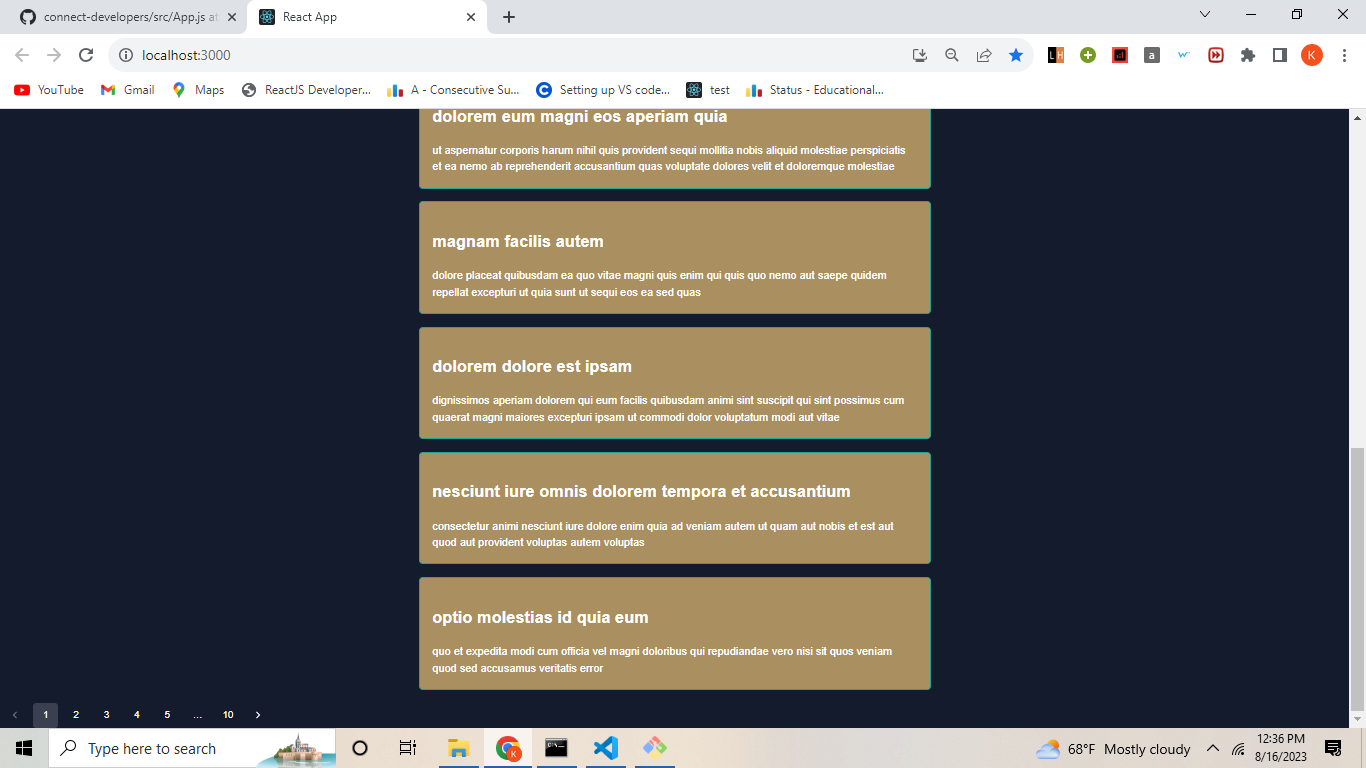 connect-developers/src/App.js at
React App
localhost:3000
L H
a
w
K
YouTube
Gmail
Maps
ReactJS Developer...
A - Consecutive Su...
Setting up VS code...
test
Status - Educational...
dolorem eum magni eos aperiam quia
ut aspernatur corporis harum nihil quis provident sequi mollitia nobis aliquid molestiae perspiciatis
et ea nemo ab reprehenderit accusantium quas voluptate dolores velit et doloremque molestiae
magnam facilis autem
dolore placeat quibusdam ea quo vitae magni quis enim qui quis quo nemo aut saepe quidem
repellat excepturi ut quia sunt ut sequi eos ea sed quas
dolorem dolore est ipsam
dignissimos aperiam dolorem qui eum facilis quibusdam animi sint suscipit qui sint possimus cum
quaerat magni maiores excepturi ipsam ut commodi dolor voluptatum modi aut vitae
nesciunt iure omnis dolorem tempora et accusantium
consectetur animi nesciunt iure dolore enim quia ad veniam autem ut quam aut nobis et est aut
quod aut provident voluptas autem voluptas
optio molestias id quia eum
quo et expedita modi cum officia vel magni doloribus qui repudiandae vero nisi sit quos veniam
quod sed accusamus veritatis error
1 2 3 4 5 ... 10
Type here to search
K
68°F Mostly cloudy
12:36 PM
8/16/2023